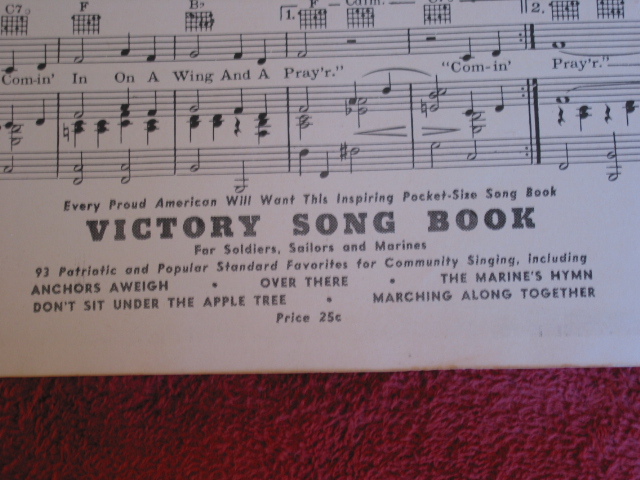 C7 F B♭ 1. F 2.
Com-in' In On A Wing And A Pray'r." "Com-in' Pray'r."
Every Proud American Will Want This Inspiring Pocket-Size Song Book
VICTORY SONG BOOK
For Soldiers, Sailors and Marines
93 Patriotic and Popular Standard Favorites for Community Singing, including
ANCHORS AWEIGH • OVER THERE • THE MARINE'S HYMN
DON'T SIT UNDER THE APPLE TREE • MARCHING ALONG TOGETHER
Price 25c